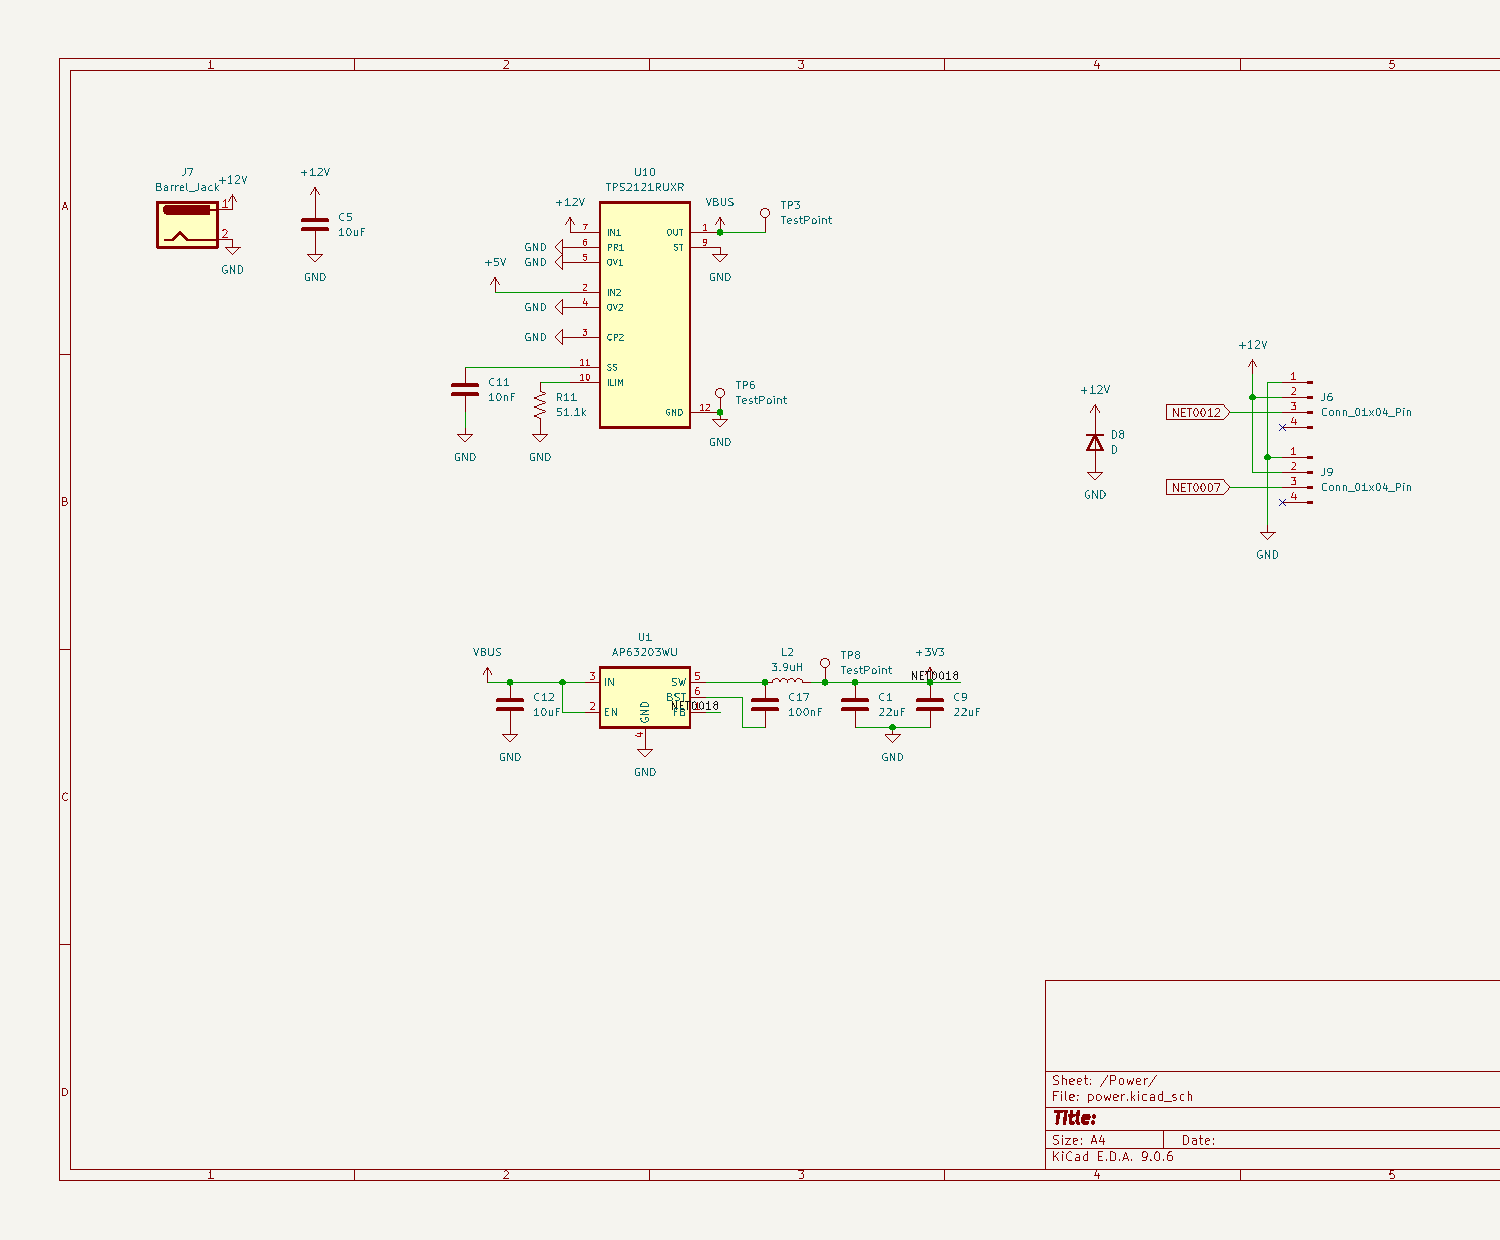 1 2 3 4 5
A
B
C
D
J7
Barrel_Jack
+12V
1
2
GND
+12V
C5
10uF
GND
U10
TPS2121RUXR
+12V
7 IN1
GND 6 PR1
GND 5 OV1
+5V
2 IN2
GND 4 OV2
GND 3 CP2
11 SS
10 ILIM
C11
10nF
GND
R11
51.1k
GND
OUT 1
ST 9
VBUS
TP3
TestPoint
GND
GND 12
TP6
TestPoint
GND
+12V
D8
D
GND
+12V
NET0012
1
2
3
4
J6
Conn_01x04_Pin
NET0007
1
2
3
4
J9
Conn_01x04_Pin
GND
VBUS
C12
10uF
GND
U1
AP63203WU
3 IN
2 EN
SW 5
BST 6
FB
NET0018
GND
4
GND
L2
3.9uH
C17
100nF
TP8
TestPoint
C1
22uF
+3V3
NET0018
C9
22uF
GND
Sheet: /Power/
File: power.kicad_sch
Title:
Size: A4 Date:
KiCad E.D.A. 9.0.6
1 2 3 4 5